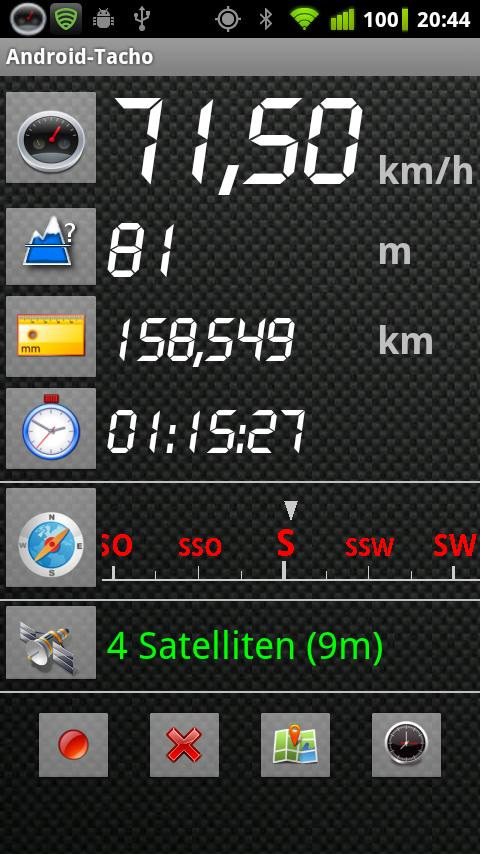 100 20:44
Android-Tacho
71,50 km/h
? 81 m
mm 158,549 km
01:15:27
N
W E
S
SO SSO S SSW SW
4 Satelliten (9m)